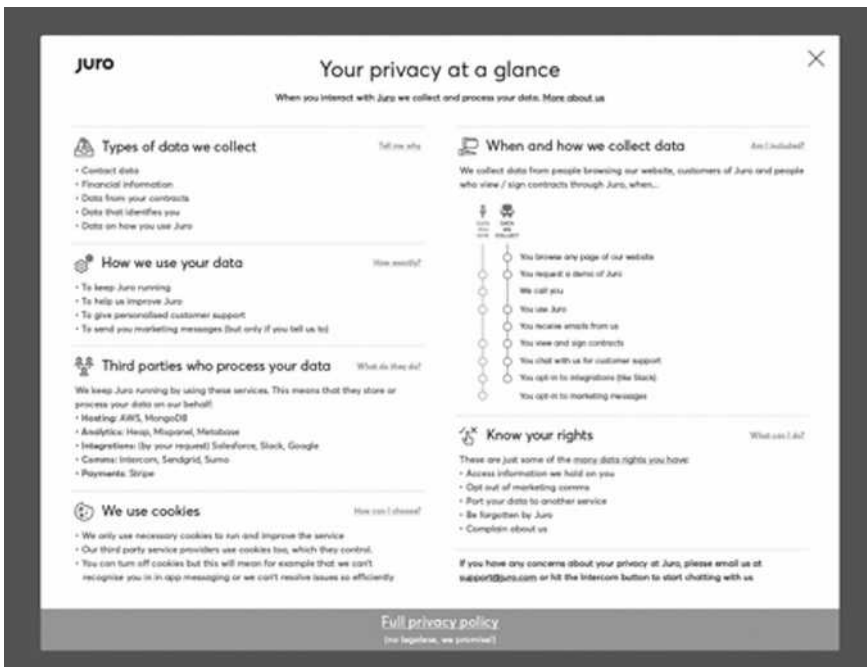 juro
Your privacy at a glance
When you interact with Juro we collect and process your data. More about us
Types of data we collect
Tell me why
• Contact data
• Financial information
• Data from your contracts
• Data that identifies you
• Data on how you use Juro
How we use your data
How exactly?
• To keep Juro running
• To help us improve Juro
• To give personalised customer support
• To send you marketing messages (but only if you tell us to)
Third parties who process your data
What do they do?
We keep Juro running by using these services. This means that they store or
process your data on our behalf:
• Hosting: AWS, MongoDB
• Analytics: Heap, Mixpanel, Metabase
• Integrations: (by your request) Salesforce, Slack, Google
• Comms: Intercom, Sendgrid, Sumo
• Payments: Stripe
We use cookies
How can I choose?
• We only use necessary cookies to run and improve the service
• Our third party service providers use cookies too, which they control.
• You can turn off cookies but this will mean for example that we can't
recognise you in in app messaging or we can't resolve issues so efficiently
When and how we collect data
Am I included?
We collect data from people browsing our website, customers of Juro and people
who view / sign contracts through Juro, when...
DATA
YOU
GIVE
DATA
WE
COLLECT
You browse any page of our website
You request a demo of Juro
We call you
You use Juro
You receive emails from us
You view and sign contracts
You chat with us for customer support
You opt-in to integrations (like Slack)
You opt-in to marketing messages
Know your rights
What can I do?
These are just some of the many data rights you have:
• Access information we hold on you
• Opt out of marketing comms
• Port your data to another service
• Be forgotten by Juro
• Complain about us
If you have any concerns about your privacy at Juro, please email us at
support@juro.com or hit the Intercom button to start chatting with us
Full privacy policy
(no legalese, we promise!)